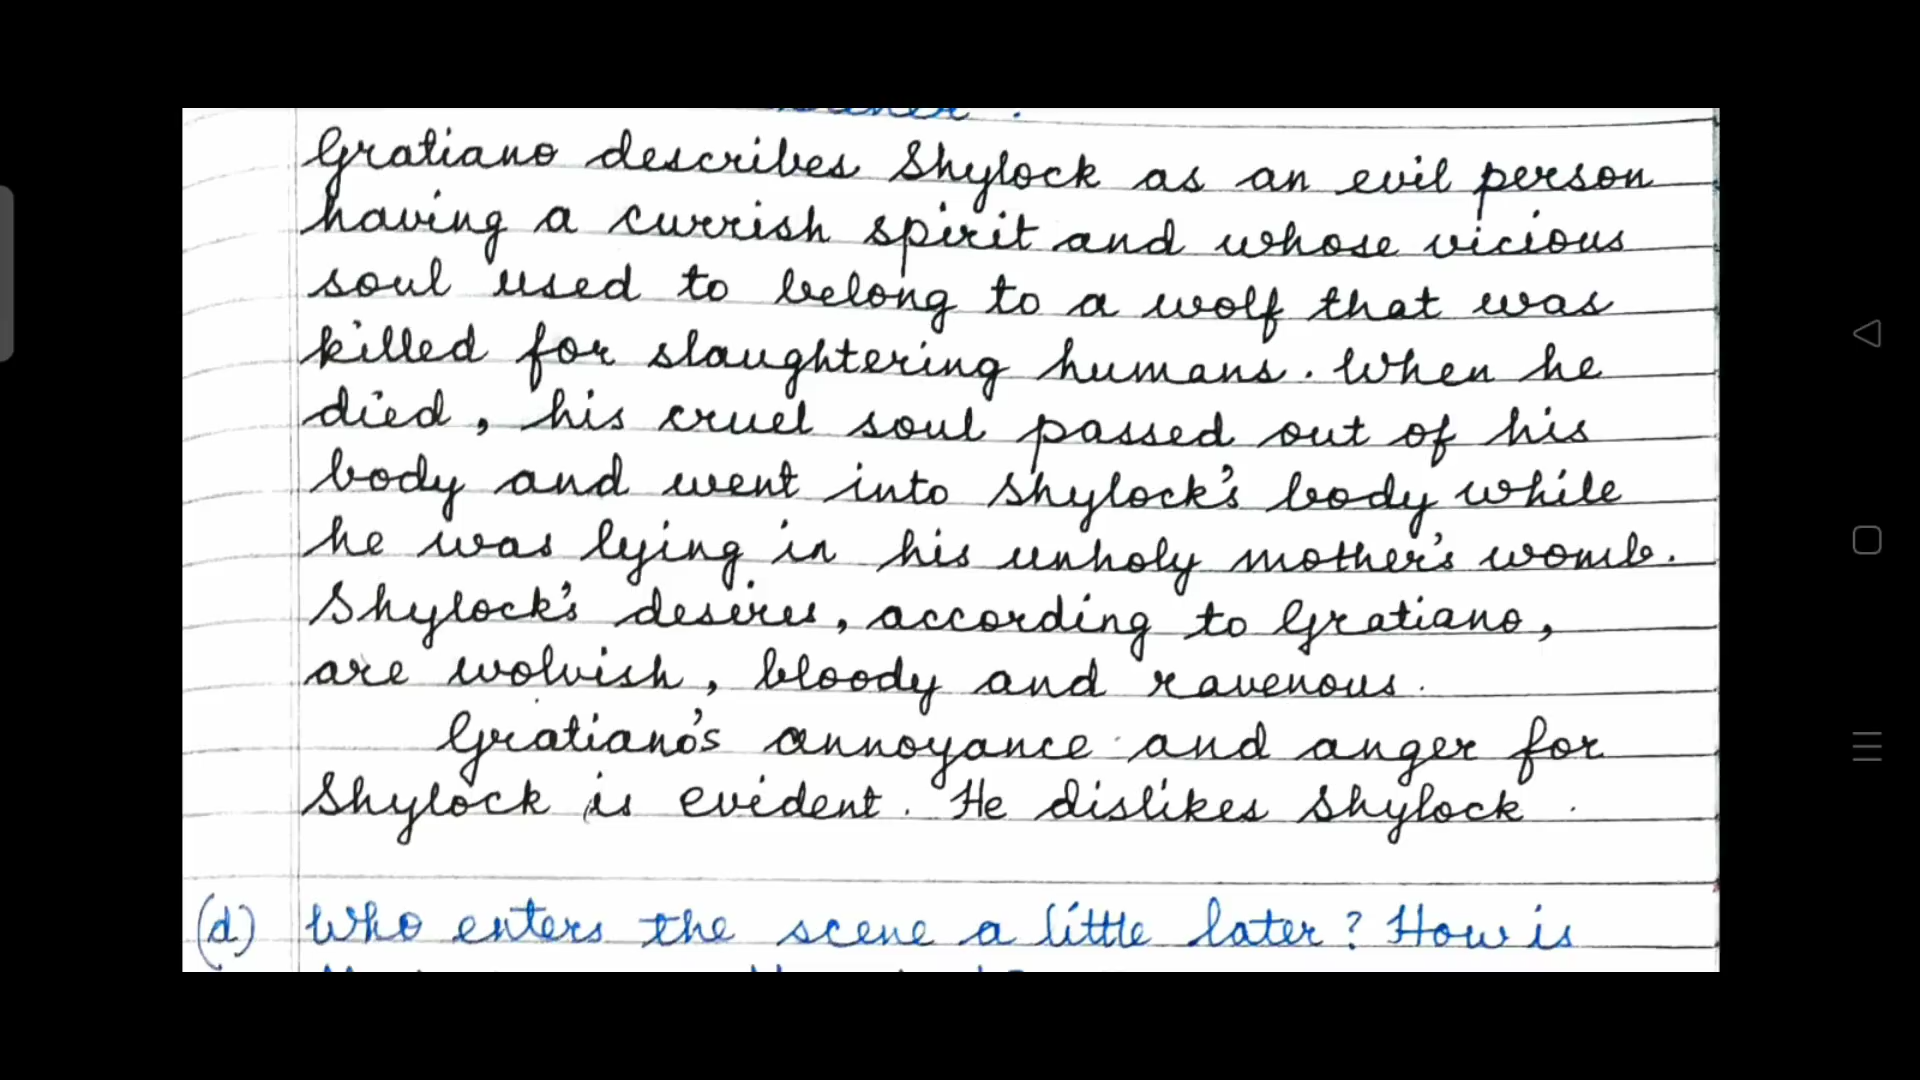 Gratiano describes Shylock as an evil person
having a currish spirit and whose vicious
soul used to belong to a wolf that was
killed for slaughtering humans. When he
died, his cruel soul passed out of his
body and went into Shylock's body while
he was lying in his unholy mother's womb.
Shylock's desires, according to Gratiano,
are wolvish, bloody and ravenous.
Gratiano's annoyance and anger for
Shylock is evident. He dislikes Shylock.
(d) Who enters the scene a little later? How is